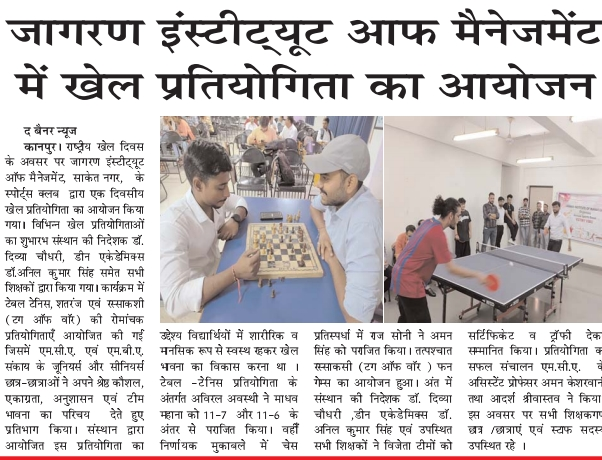 जागरण इंस्टीट्यूट आफ मैनेजमेंट
में खेल प्रतियोगिता का आयोजन
द बैनर न्यूज
कानपुर। राष्ट्रीय खेल दिवस
के अवसर पर जागरण इंस्टीट्यूट
ऑफ मैनेजमेंट, साकेत नगर, के
स्पोर्ट्स क्लब द्वारा एक दिवसीय
खेल प्रतियोगिता का आयोजन किया
गया। विभिन्न खेल प्रतियोगिताओं
का शुभारभ संस्थान की निदेशक डॉ.
दिव्या चौधरी, डीन एकेडेमिक्स
डॉ.अनिल कुमार सिंह समेत सभी
शिक्षकों द्वारा किया गया। कार्यक्रम में
टेबल टेनिस, शतरंज एवं रस्साकशी
(टग ऑफ वॉर) की रोमांचक
प्रतियोगिताएँ आयोजित की गईं
जिसमें एम.सी.ए. एवं एम.बी.ए.
संकाय के जूनियर्स और सीनियर्स
छात्र-छात्राओं ने अपने श्रेष्ठ कौशल,
एकाग्रता, अनुशासन एवं टीम
भावना का परिचय देते हुए
प्रतिभाग किया। संस्थान द्वारा
आयोजित इस प्रतियोगिता का
उद्देश्य विद्यार्थियों में शारीरिक व
मानसिक रूप से स्वस्थ रहकर खेल
भावना का विकास करना था ।
टेबल -टेनिस प्रतियोगिता के
अंतर्गत अविरल अवस्थी ने माधव
महाना को 11-7 और 11-6 के
अंतर से पराजित किया। वहीं
निर्णायक मुकाबले में चेस
प्रतिस्पर्धा में राज सोनी ने अमन
सिंह को पराजित किया। तत्पश्चात
रस्साकसी (टग ऑफ वॉर ) फन
गेम्स का आयोजन हुआ। अंत में
संस्थान की निदेशक डॉ. दिव्या
चौधरी ,डीन एकेडेमिक्स डॉ.
अनिल कुमार सिंह एवं उपस्थित
सभी शिक्षकों ने विजेता टीमों को
सर्टिफिकेट व ट्रॉफी देक
सम्मानित किया। प्रतियोगिता क
सफल संचालन एम.सी.ए. के
असिस्टेंट प्रोफेसर अमन केशरवानी
तथा आदर्श श्रीवास्तव ने किया
इस अवसर पर सभी शिक्षकगण
छात्र /छात्राएं एवं स्टाफ सदस्
उपस्थित रहे ।